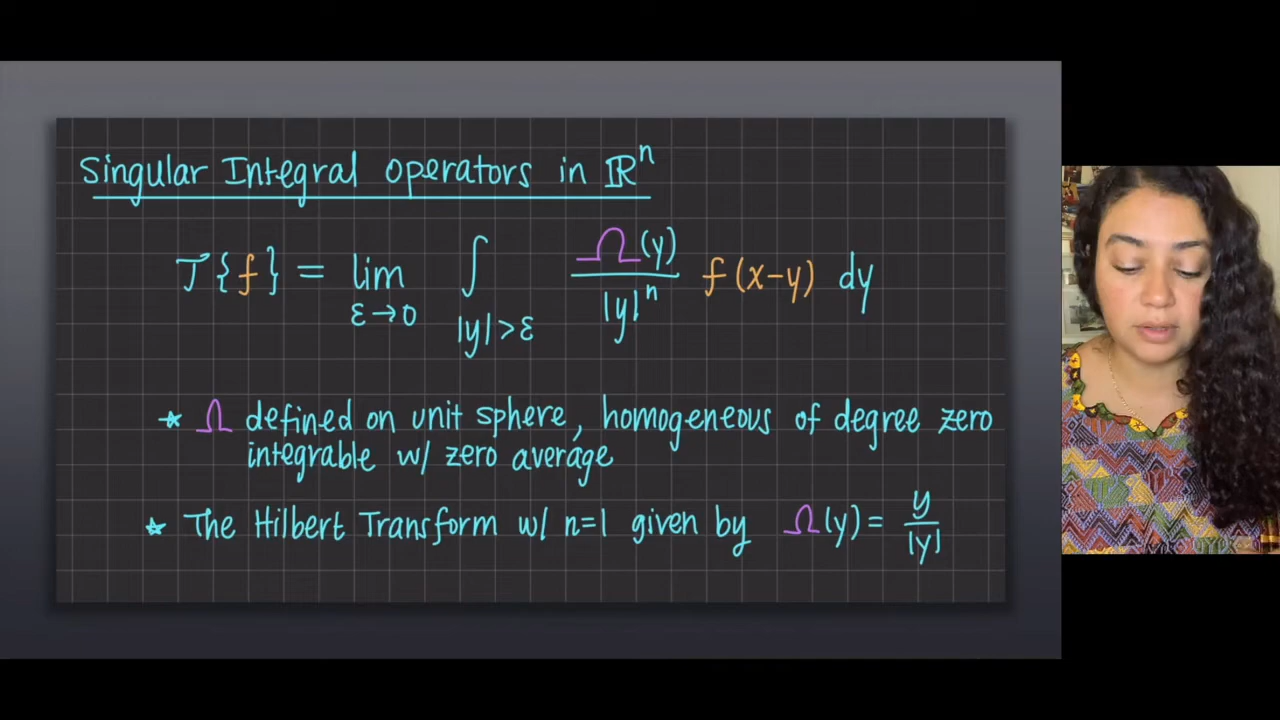 Singular Integral operators in ℝⁿ
T{f} = lim_{ε→0} ∫_{|y|>ε} Ω(y)/|y|ⁿ f(x-y) dy
* Ω defined on unit sphere, homogeneous of degree zero
integrable w/ zero average
* The Hilbert Transform w/ n=1 given by Ω(y) = y/|y|